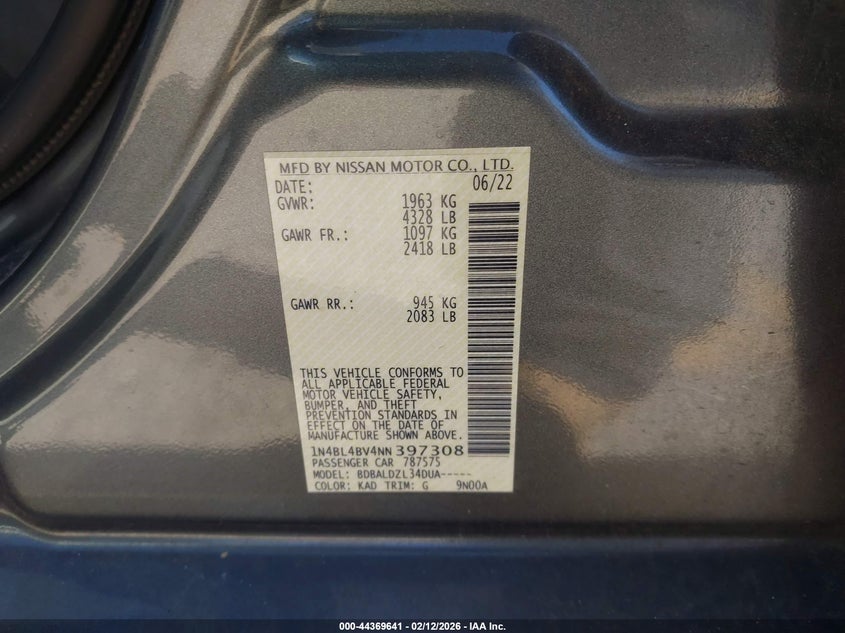 MFD BY NISSAN MOTOR CO., LTD.
DATE: 06/22
GVWR: 1963 KG
4328 LB
GAWR FR.: 1097 KG
2418 LB
GAWR RR.: 945 KG
2083 LB
THIS VEHICLE CONFORMS TO
ALL APPLICABLE FEDERAL
MOTOR VEHICLE SAFETY,
BUMPER, AND THEFT
PREVENTION STANDARDS IN
EFFECT ON THE DATE OF
MANUFACTURE SHOWN ABOVE.
1N4BL4BV4NN397308
PASSENGER CAR 787575
MODEL: BDBALDZL34DUA-----
COLOR: KAD TRIM: G 9N00A
000-44369641 - 02/12/2026 - IAA Inc.